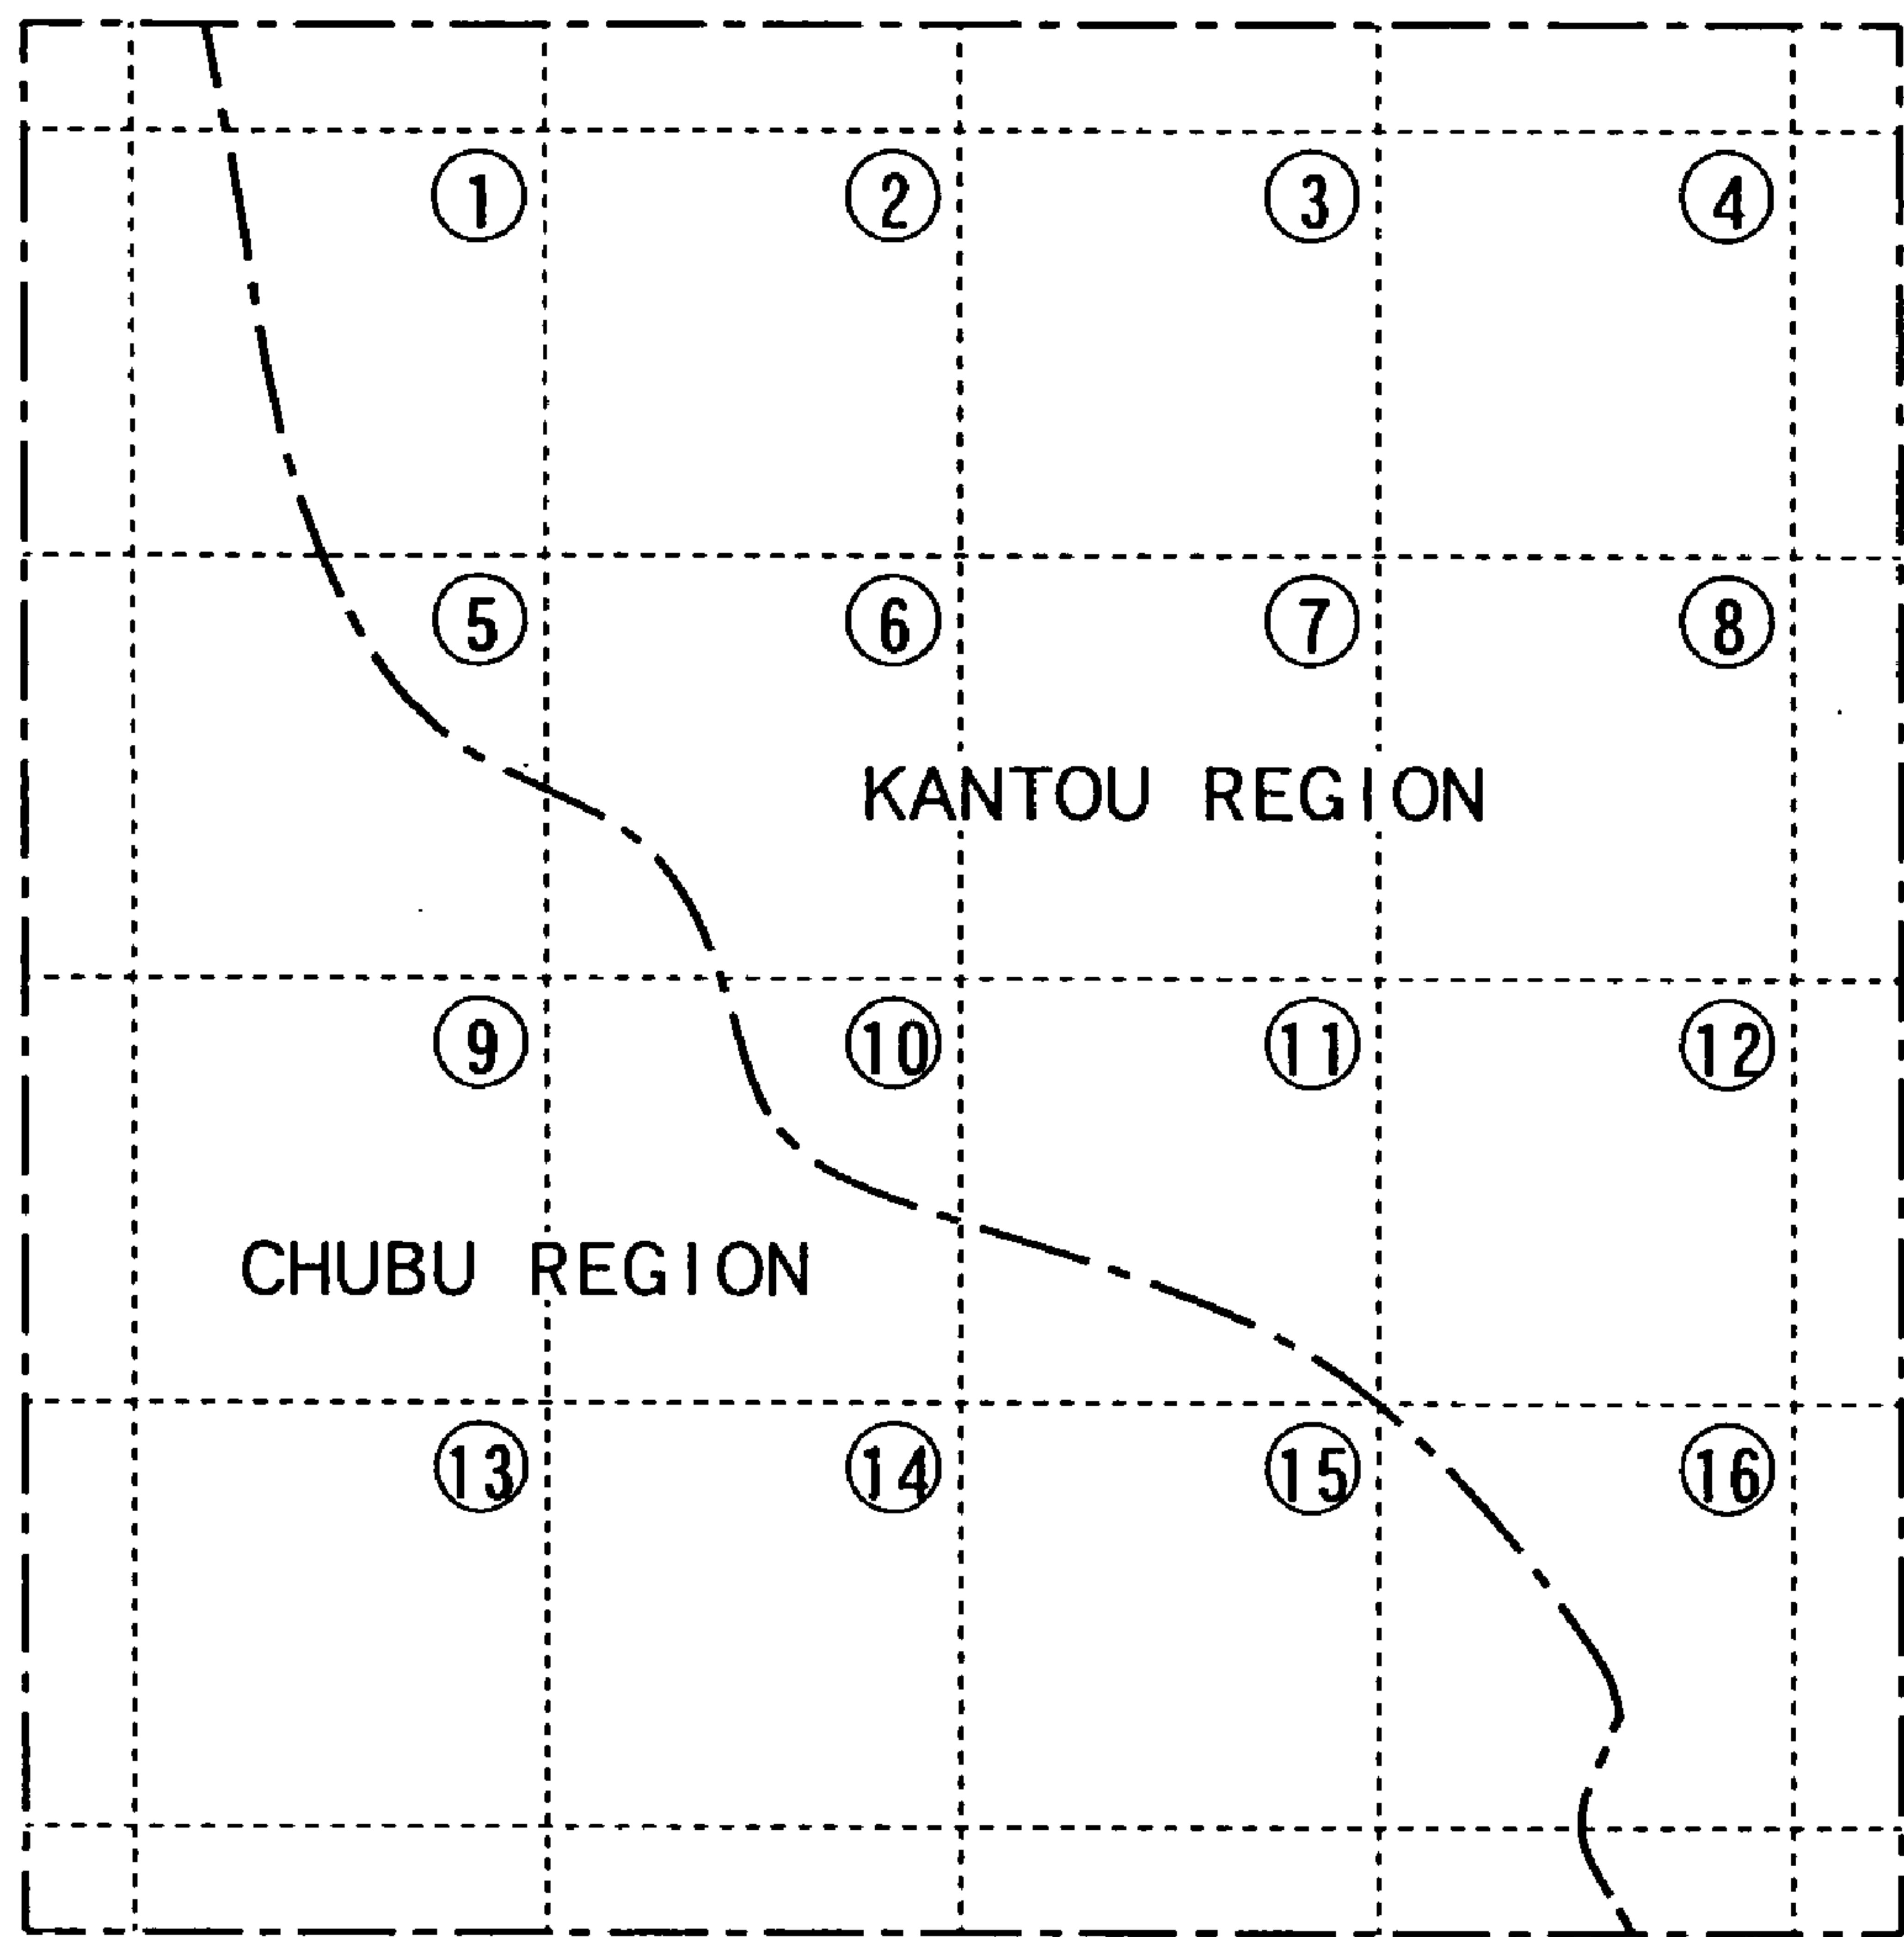 ① ② ③ ④
⑤ ⑥ ⑦ ⑧
KANTOU REGION
⑨ ⑩ ⑪ ⑫
CHUBU REGION
⑬ ⑭ ⑮ ⑯